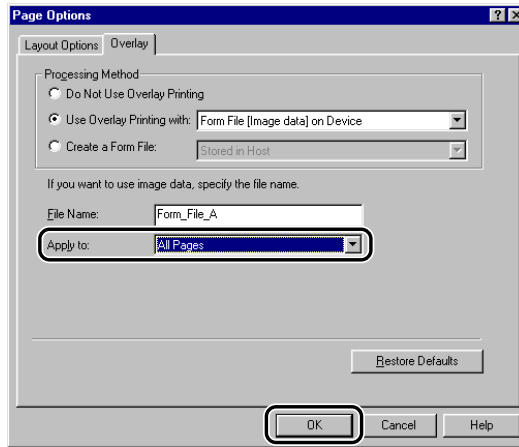 Page Options
Layout Options Overlay
Processing Method
Do Not Use Overlay Printing
Use Overlay Printing with: Form File [Image data] on Device
Create a Form File: Stored in Host
If you want to use image data, specify the file name.
File Name: Form_File_A
Apply to: All Pages
Restore Defaults
OK Cancel Help